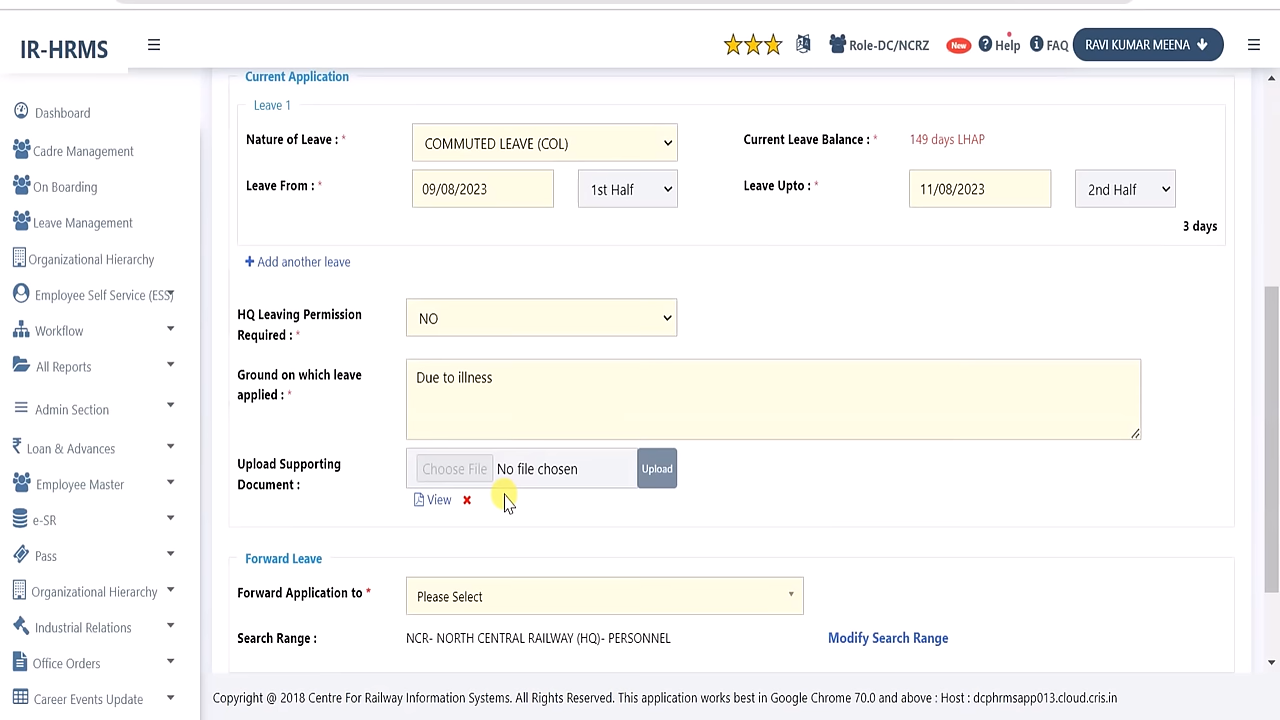 IR-HRMS
Role-DC/NCRZ
New
Help
FAQ
RAVI KUMAR MEENA
Dashboard
Cadre Management
On Boarding
Leave Management
Organizational Hierarchy
Employee Self Service (ESS)
Workflow
All Reports
Admin Section
Loan & Advances
Employee Master
e-SR
Pass
Organizational Hierarchy
Industrial Relations
Office Orders
Career Events Update
Current Application
Leave 1
Nature of Leave : *
COMMUTED LEAVE (COL)
Current Leave Balance : *
149 days LHAP
Leave From : *
09/08/2023
1st Half
Leave Upto : *
11/08/2023
2nd Half
3 days
Add another leave
HQ Leaving Permission
Required : *
NO
Ground on which leave
applied : *
Due to illness
Upload Supporting
Document :
Choose File No file chosen
Upload
View
Forward Leave
Forward Application to *
Please Select
Search Range :
NCR- NORTH CENTRAL RAILWAY (HQ)- PERSONNEL
Modify Search Range
Copyright @ 2018 Centre For Railway Information Systems. All Rights Reserved. This application works best in Google Chrome 70.0 and above : Host : dcphrmsapp013.cloud.cris.in